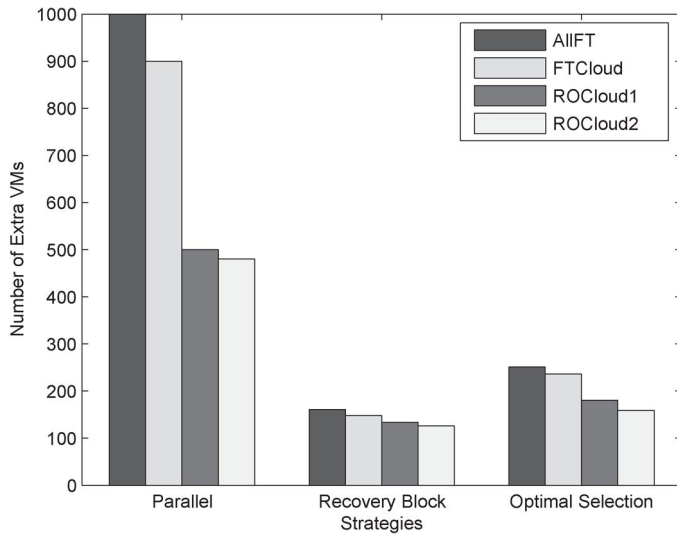 1000
900
800
700
600
500
400
300
200
100
0
Number of Extra VMs
AllFT
FTCloud
ROCloud1
ROCloud2
Parallel
Recovery Block
Optimal Selection
Strategies